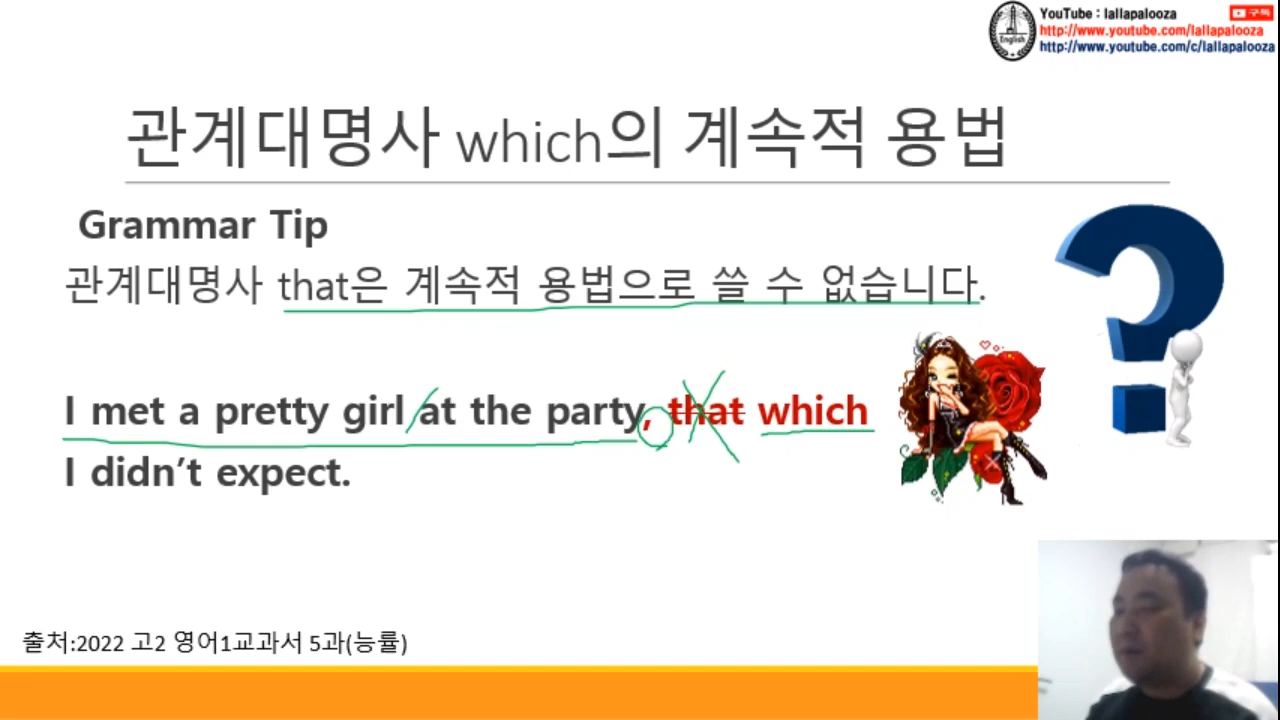 YouTube : lallapalooza
구독
http://www.youtube.com/lallapalooza
http://www.youtube.com/c/lallapalooza
English
관계대명사 which의 계속적 용법
Grammar Tip
관계대명사 that은 계속적 용법으로 쓸 수 없습니다.
I met a pretty girl at the party, that which
I didn’t expect.
출처:2022 고2 영어1교과서 5과(능률)